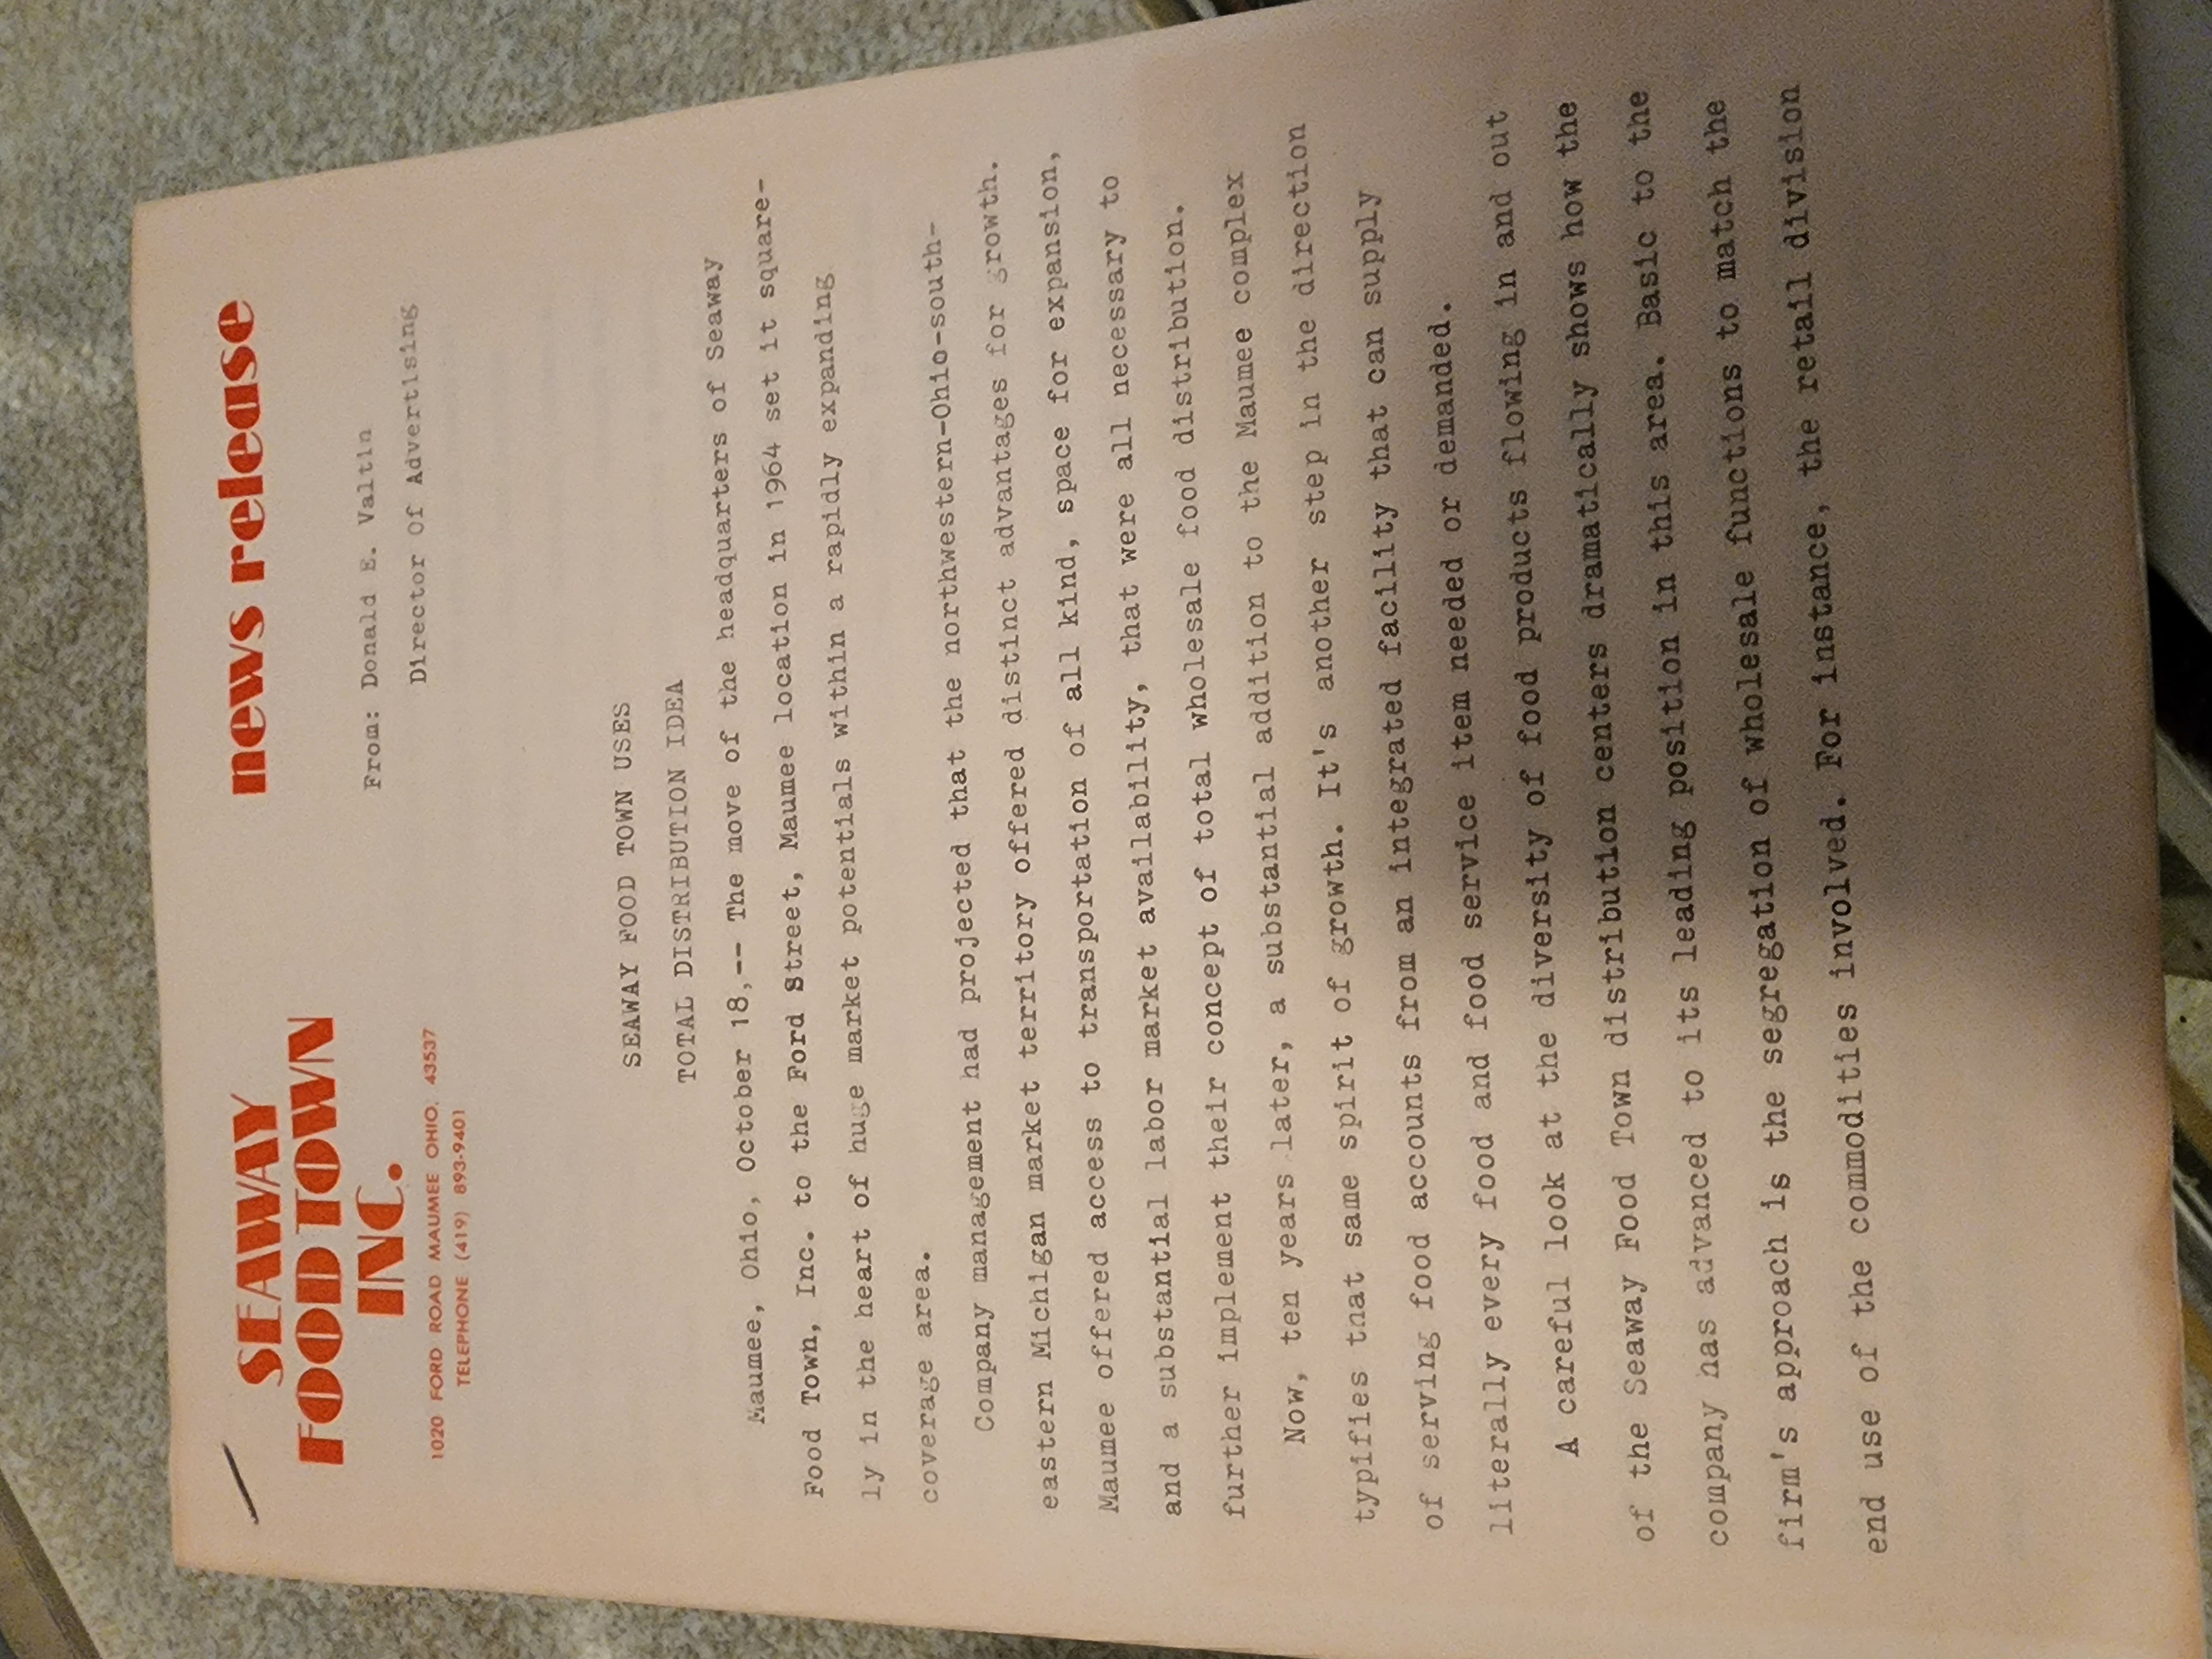 SEAWAY
FOOD TOWN
INC.
1020 FORD ROAD MAUMEE OHIO, 43537
TELEPHONE (419) 893-9401
news release
From: Donald E. Valtin
Director Of Advertising
SEAWAY FOOD TOWN USES
TOTAL DISTRIBUTION IDEA
Maumee, Ohio, October 18,-- The move of the headquarters of Seaway
Food Town, Inc. to the Ford Street, Maumee location in 1964 set it square-
ly in the heart of huge market potentials within a rapidly expanding
coverage area.
Company management had projected that the northwestern-Ohio-south-
eastern Michigan market territory offered distinct advantages for growth.
Maumee offered access to transportation of all kind, space for expansion,
and a substantial labor market availability, that were all necessary to
further implement their concept of total wholesale food distribution.
Now, ten years later, a substantial addition to the Maumee complex
typifies that same spirit of growth. It's another step in the direction
of serving food accounts from an integrated facility that can supply
literally every food and food service item needed or demanded.
A careful look at the diversity of food products flowing in and out
of the Seaway Food Town distribution centers dramatically shows how the
company has advanced to its leading position in this area. Basic to the
firm's approach is the segregation of wholesale functions to match the
end use of the commodities involved. For instance, the retail division